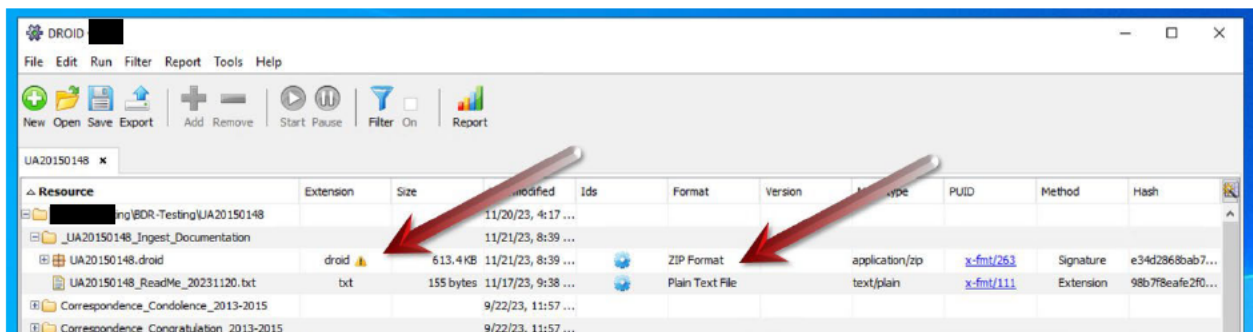 DROID
File Edit Run Filter Report Tools Help
New Open Save Export Add Remove Start Pause Filter On Report
UA20150148 ×
Resource Extension Size Ids Format Version PUID Method Hash
ing\BDR-Testing\UA20150148 11/20/23, 4:17 ...
_UA20150148_Ingest_Documentation 11/21/23, 8:39 ...
UA20150148.droid droid 613.4 KB 11/21/23, 8:39 ... ZIP Format application/zip x-fmt/263 Signature e34d2868bab7...
UA20150148_ReadMe_20231120.txt txt 155 bytes 11/17/23, 9:38 ... Plain Text File text/plain x-fmt/111 Extension 98b7f8eafe2f0...
Correspondence_Condolence_2013-2015 9/22/23, 11:57 ...
Correspondence_Congratulation_2013-2015 9/22/23, 11:57 ...